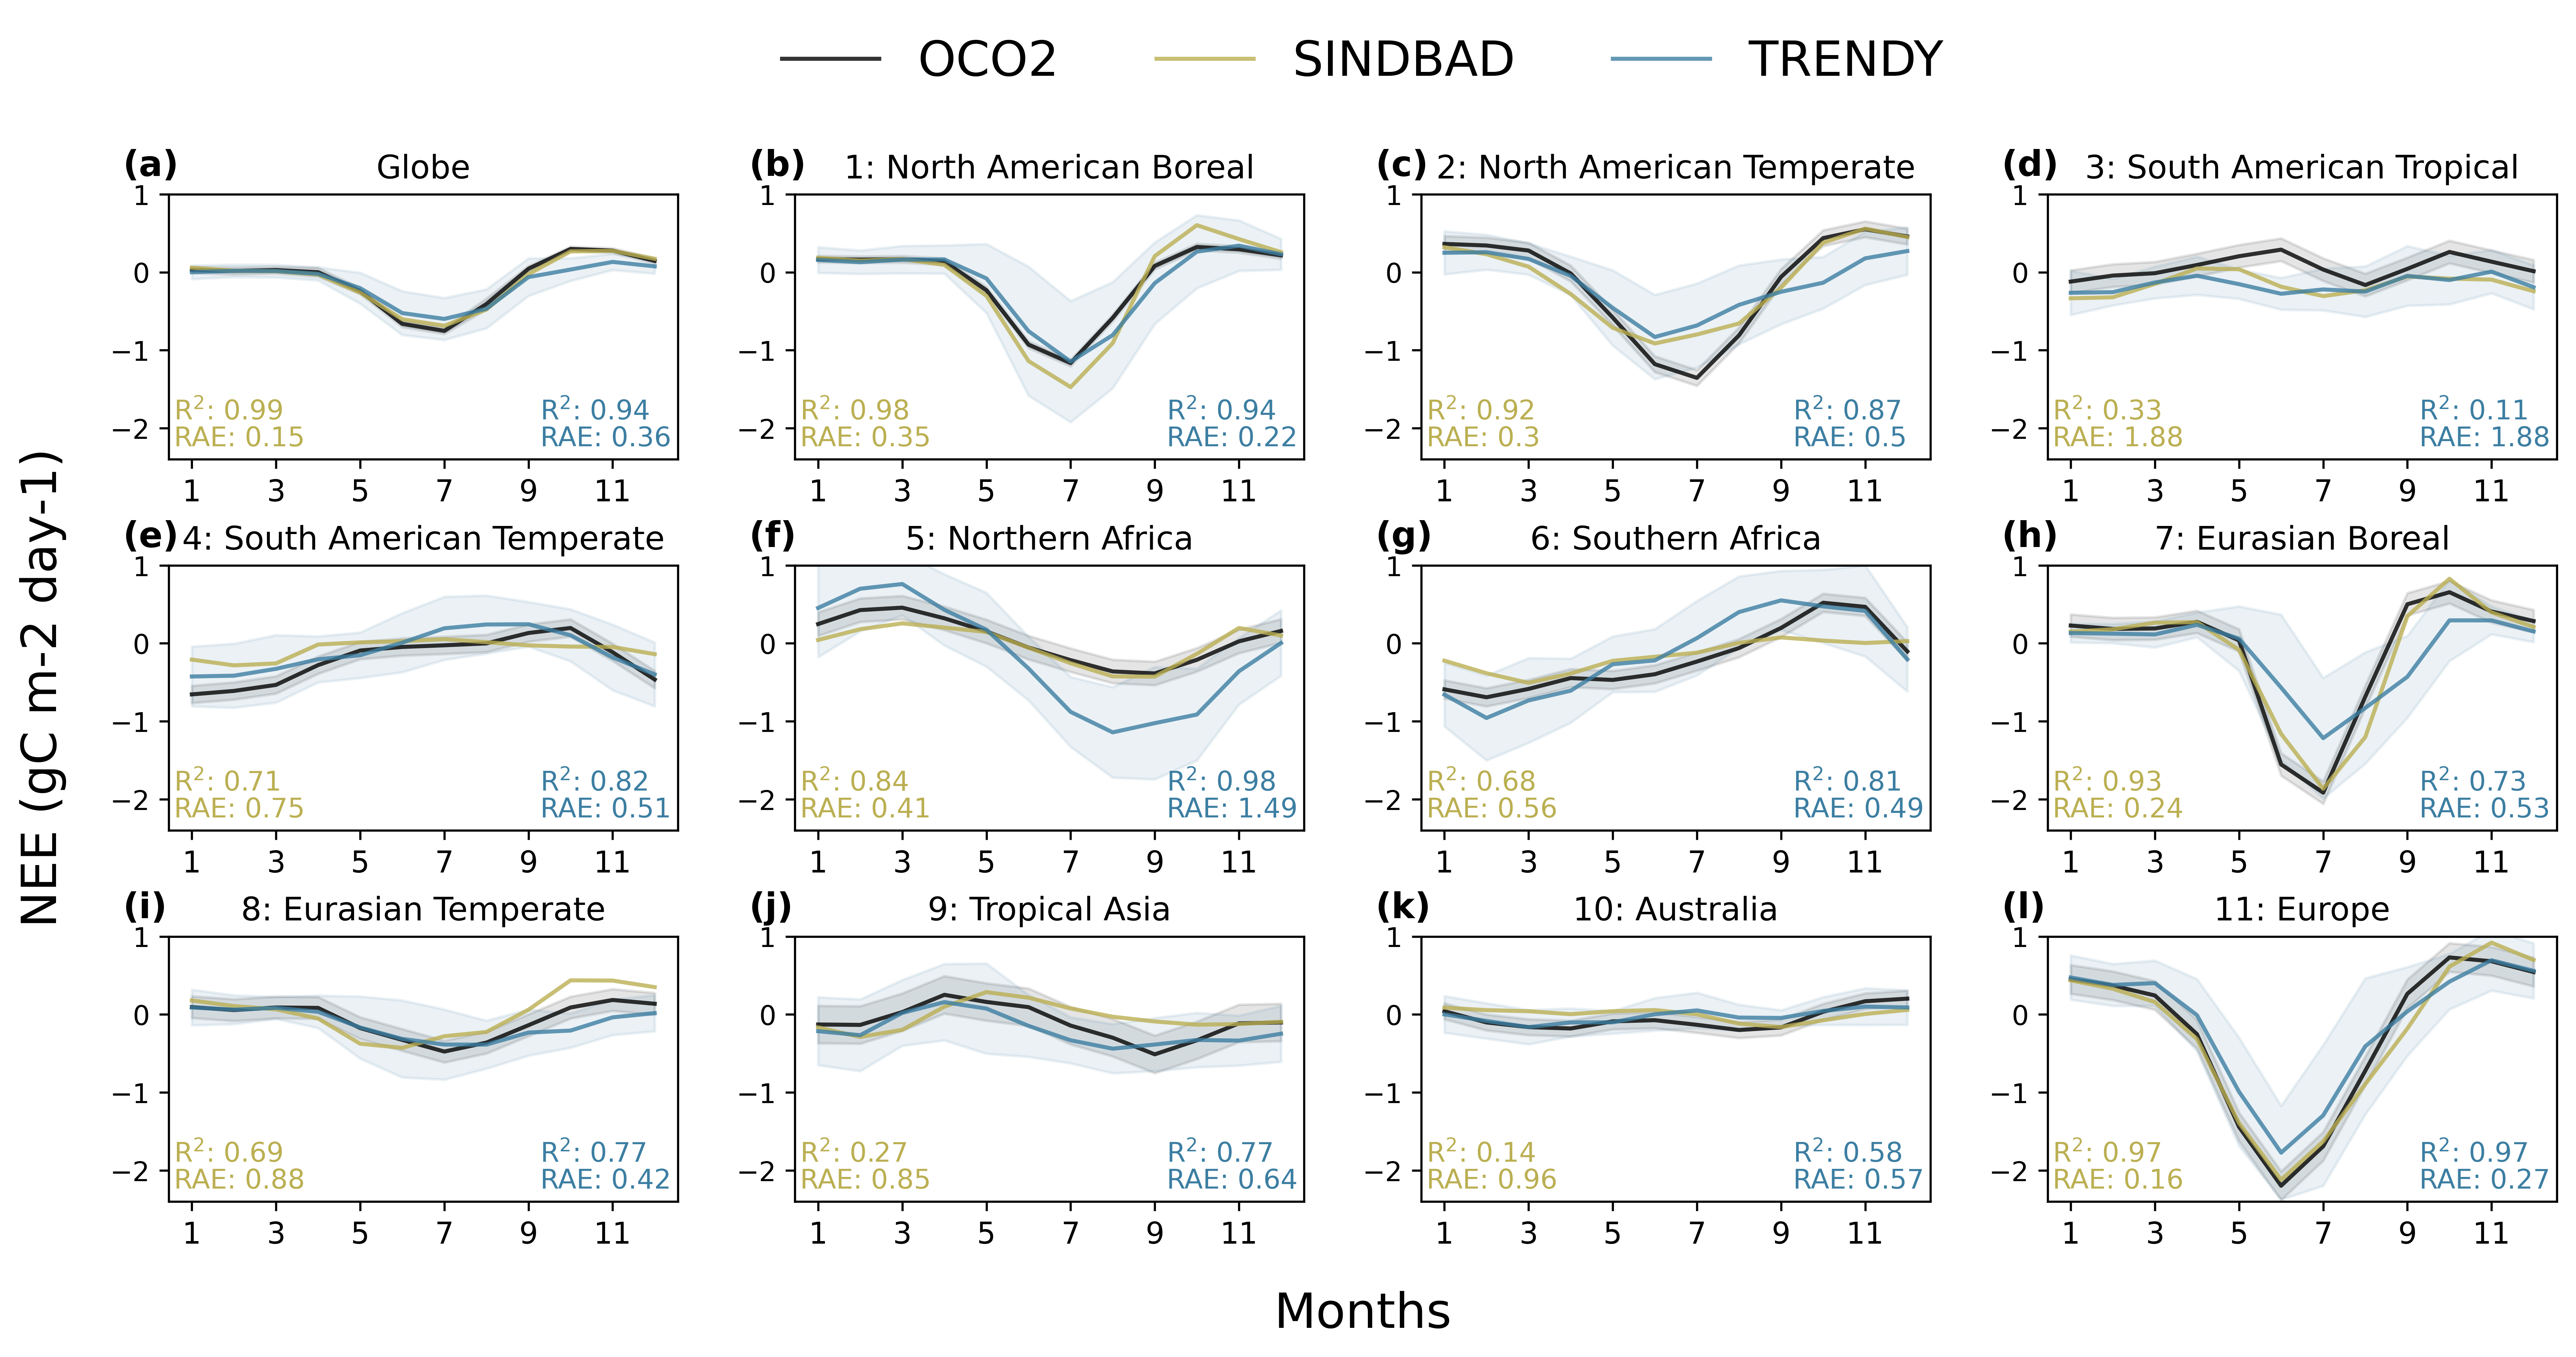 OCO2 SINDBAD TRENDY
(a) Globe
1
0
−1
−2
R²: 0.99 R²: 0.94
RAE: 0.15 RAE: 0.36
1 3 5 7 9 11
(b) 1: North American Boreal
1
0
−1
−2
R²: 0.98 R²: 0.94
RAE: 0.35 RAE: 0.22
1 3 5 7 9 11
(c) 2: North American Temperate
1
0
−1
−2
R²: 0.92 R²: 0.87
RAE: 0.3 RAE: 0.5
1 3 5 7 9 11
(d) 3: South American Tropical
1
0
−1
−2
R²: 0.33 R²: 0.11
RAE: 1.88 RAE: 1.88
1 3 5 7 9 11
(e) 4: South American Temperate
1
0
−1
−2
R²: 0.71 R²: 0.82
RAE: 0.75 RAE: 0.51
1 3 5 7 9 11
(f) 5: Northern Africa
1
0
−1
−2
R²: 0.84 R²: 0.98
RAE: 0.41 RAE: 1.49
1 3 5 7 9 11
(g) 6: Southern Africa
1
0
−1
−2
R²: 0.68 R²: 0.81
RAE: 0.56 RAE: 0.49
1 3 5 7 9 11
(h) 7: Eurasian Boreal
1
0
−1
−2
R²: 0.93 R²: 0.73
RAE: 0.24 RAE: 0.53
1 3 5 7 9 11
(i) 8: Eurasian Temperate
1
0
−1
−2
R²: 0.69 R²: 0.77
RAE: 0.88 RAE: 0.42
1 3 5 7 9 11
(j) 9: Tropical Asia
1
0
−1
−2
R²: 0.27 R²: 0.77
RAE: 0.85 RAE: 0.64
1 3 5 7 9 11
(k) 10: Australia
1
0
−1
−2
R²: 0.14 R²: 0.58
RAE: 0.96 RAE: 0.57
1 3 5 7 9 11
(l) 11: Europe
1
0
−1
−2
R²: 0.97 R²: 0.97
RAE: 0.16 RAE: 0.27
1 3 5 7 9 11
NEE (gC m-2 day-1)
Months